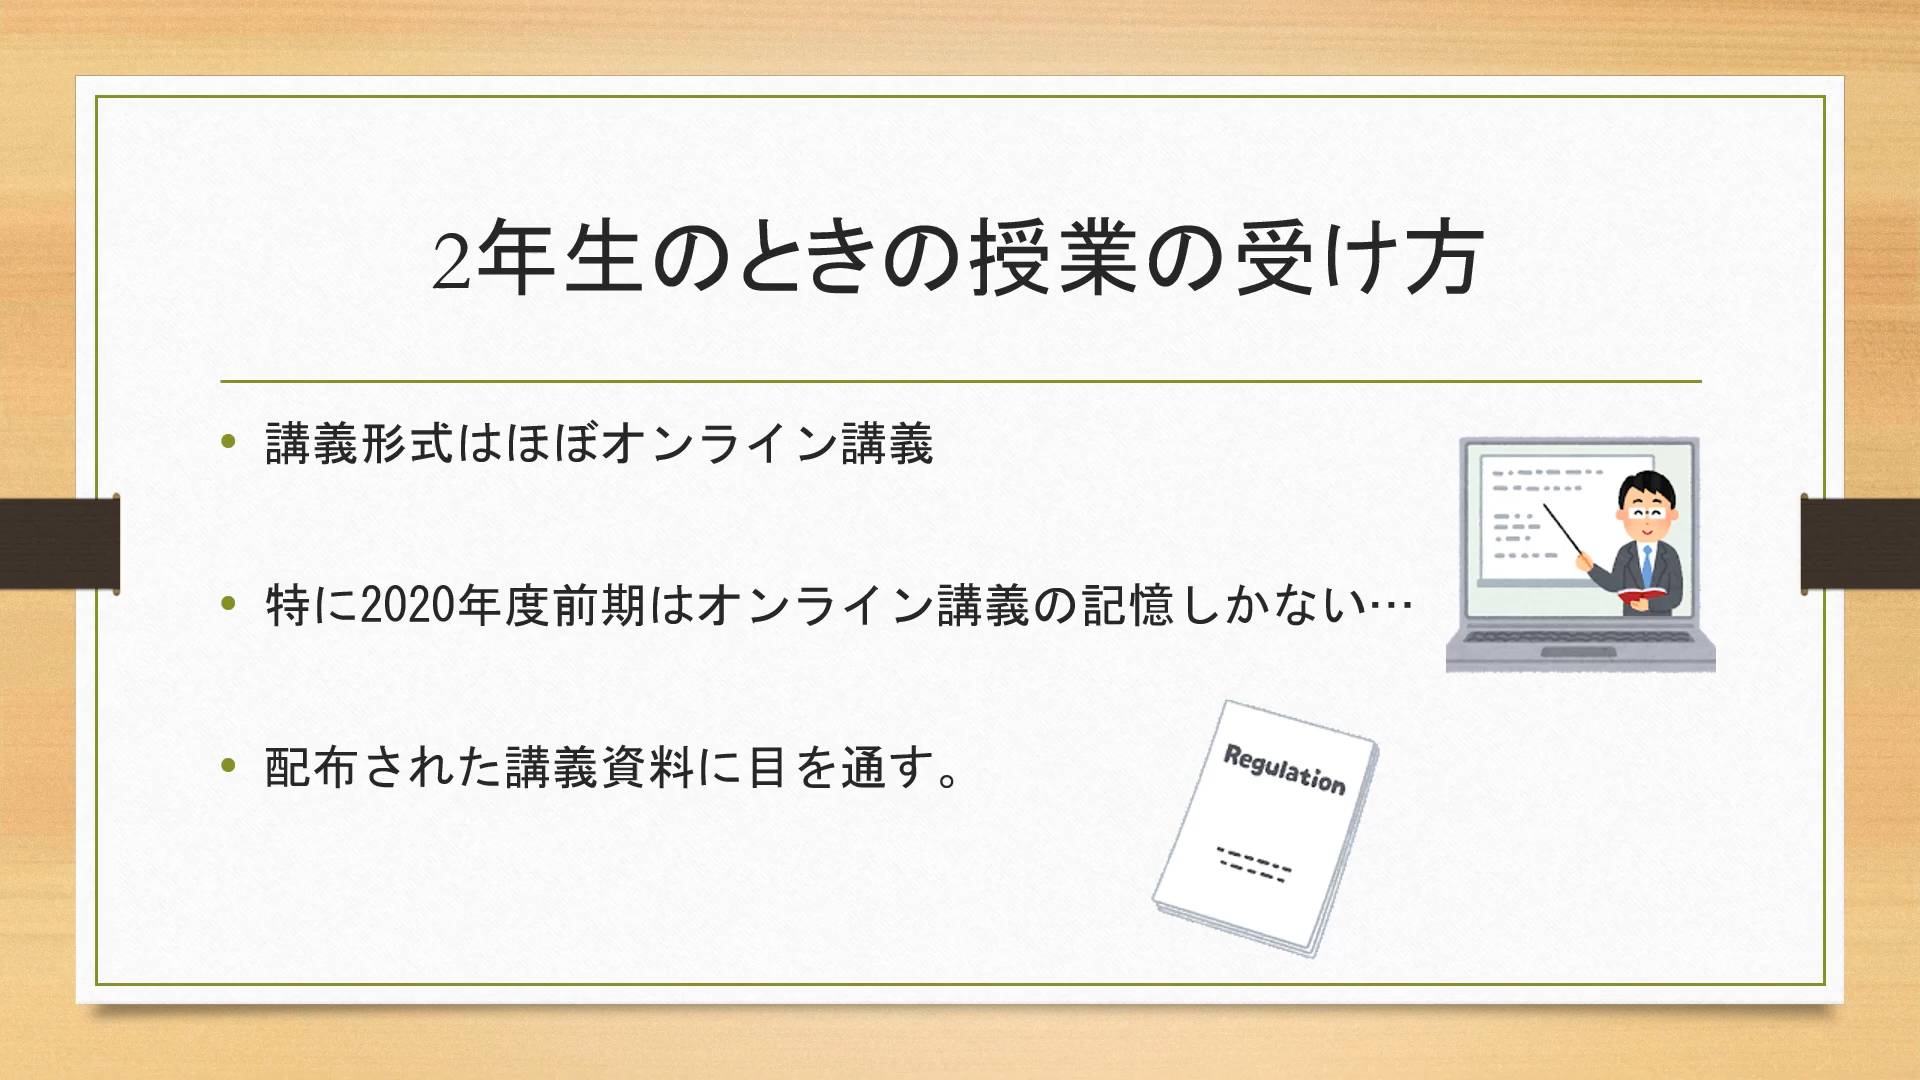 2年生のときの授業の受け方
• 講義形式はほぼオンライン講義
• 特に2020年度前期はオンライン講義の記憶しかない…
• 配布された講義資料に目を通す。
Regulation